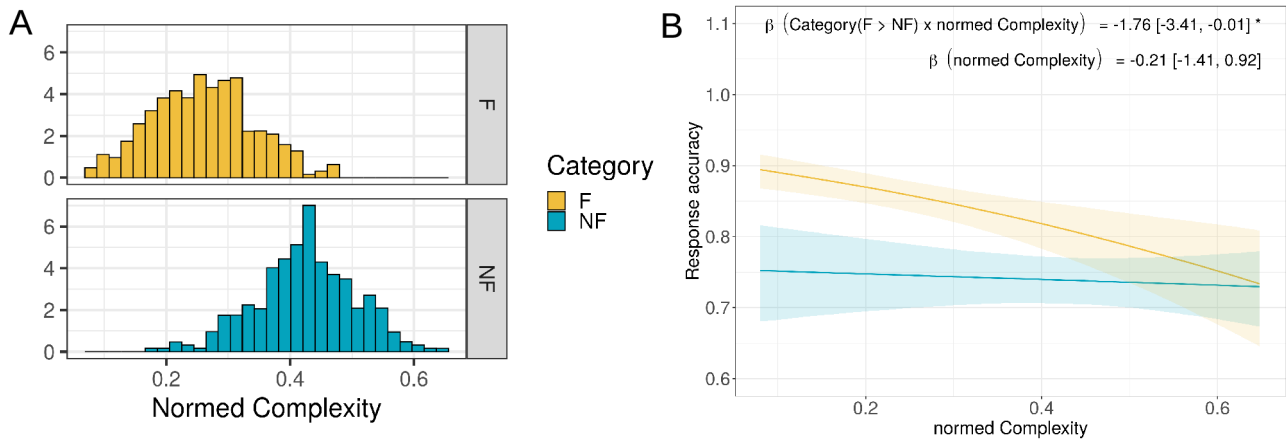 A
6
4
2
0
F
6
4
2
0
NF
0.2 0.4 0.6
Normed Complexity
Category
F
NF
B
β (Category(F > NF) x normed Complexity) = -1.76 [-3.41, -0.01] *
β (normed Complexity) = -0.21 [-1.41, 0.92]
Response accuracy
1.1
1.0
0.9
0.8
0.7
0.6
0.2 0.4 0.6
normed Complexity